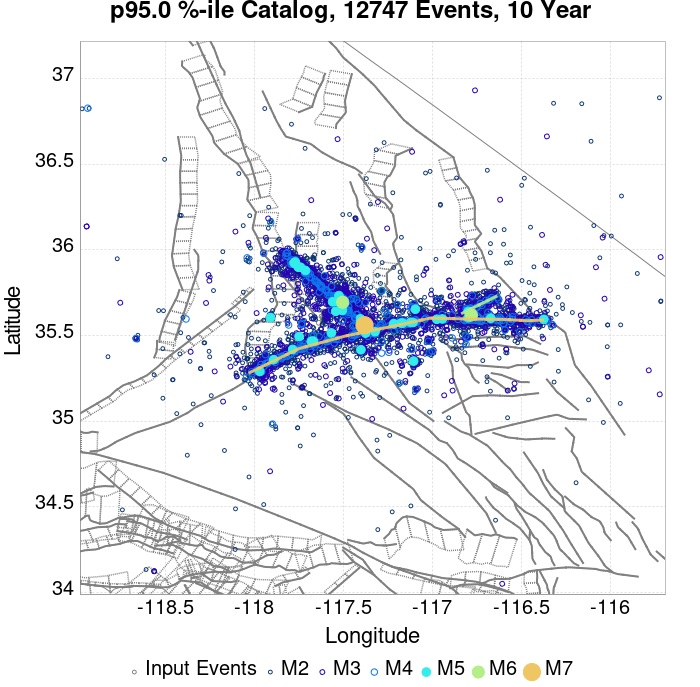 p95.0 %-ile Catalog, 12747 Events, 10 Year
37
36.5
36
35.5
35
34.5
34
Latitude
-118.5
-118
-117.5
-117
-116.5
-116
Longitude
Input Events
M2
M3
M4
M5
M6
M7